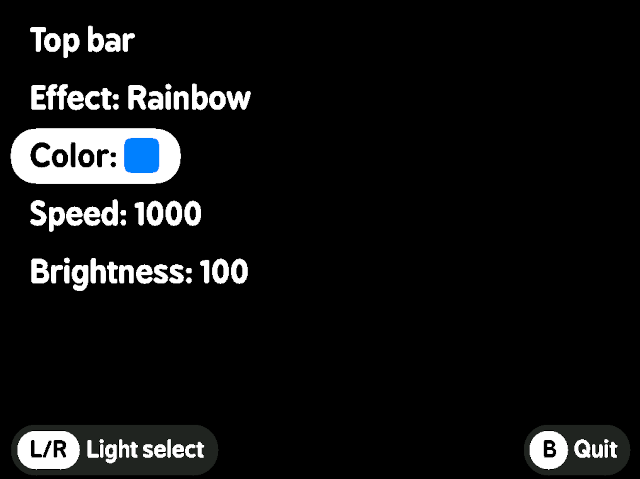 Top bar
Effect: Rainbow
Color:
Speed: 1000
Brightness: 100
L/R Light select
B Quit